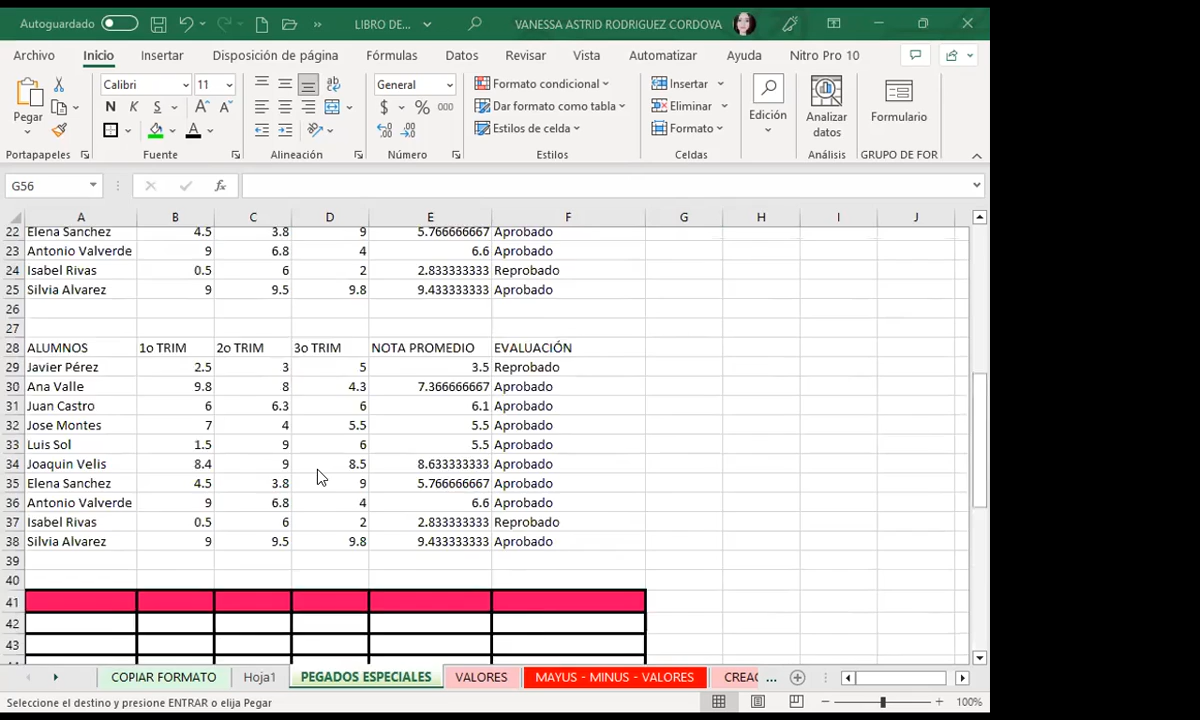 Autoguardado LIBRO DE... VANESSA ASTRID RODRIGUEZ CORDOVA
Archivo Inicio Insertar Disposición de página Fórmulas Datos Revisar Vista Automatizar Ayuda Nitro Pro 10
Pegar Calibri 11 General Formato condicional Insertar Edición Analizar datos Formulario
N K S $ % 000 Dar formato como tabla Eliminar
A Estilos de celda Formato
Portapapeles Fuente Alineación Número Estilos Celdas Análisis GRUPO DE FOR
G56 fx
A B C D E F G H I J
22 Elena Sanchez 4.5 3.8 9 5.766666667 Aprobado
23 Antonio Valverde 9 6.8 4 6.6 Aprobado
24 Isabel Rivas 0.5 6 2 2.833333333 Reprobado
25 Silvia Alvarez 9 9.5 9.8 9.433333333 Aprobado
26
27
28 ALUMNOS 1o TRIM 2o TRIM 3o TRIM NOTA PROMEDIO EVALUACIÓN
29 Javier Pérez 2.5 3 5 3.5 Reprobado
30 Ana Valle 9.8 8 4.3 7.366666667 Aprobado
31 Juan Castro 6 6.3 6 6.1 Aprobado
32 Jose Montes 7 4 5.5 5.5 Aprobado
33 Luis Sol 1.5 9 6 5.5 Aprobado
34 Joaquin Velis 8.4 9 8.5 8.633333333 Aprobado
35 Elena Sanchez 4.5 3.8 9 5.766666667 Aprobado
36 Antonio Valverde 9 6.8 4 6.6 Aprobado
37 Isabel Rivas 0.5 6 2 2.833333333 Reprobado
38 Silvia Alvarez 9 9.5 9.8 9.433333333 Aprobado
39
40
41
42
43
COPIAR FORMATO Hoja1 PEGADOS ESPECIALES VALORES MAYUS - MINUS - VALORES CREAC ...
Seleccione el destino y presione ENTRAR o elija Pegar 100%